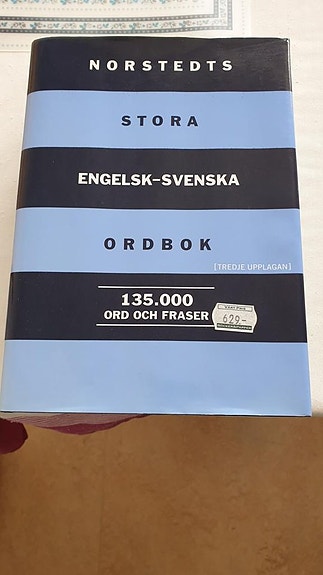 NORSTEDTS
STORA
ENGELSK–SVENSKA
ORDBOK
[TREDJE UPPLAGAN]
135.000
ORD OCH FRASER
629-